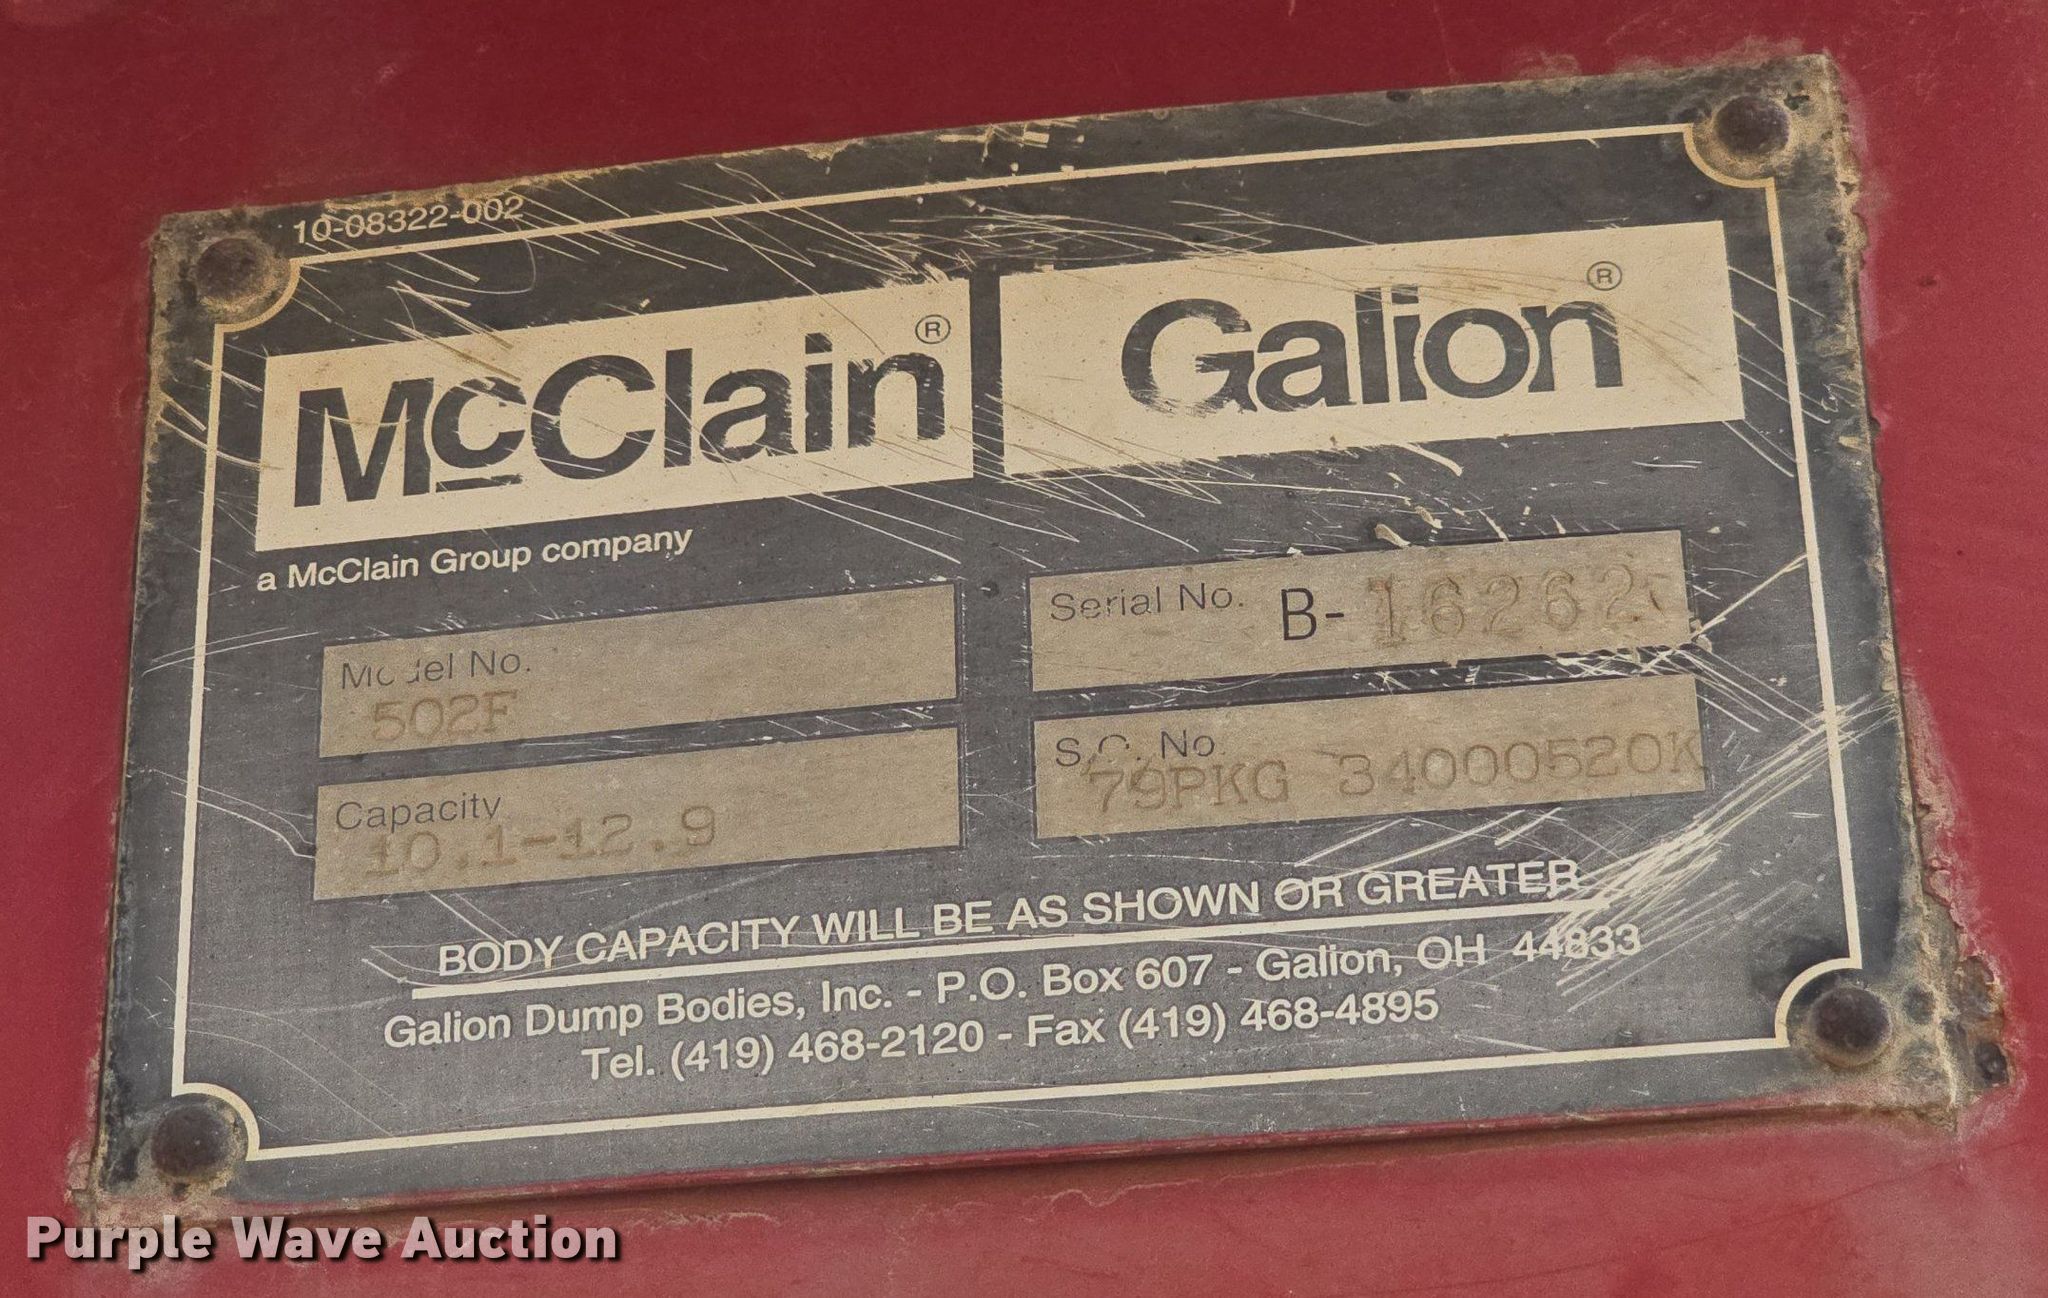 10-08322-002
McClain® Galion®
a McClain Group company
Model No.
502F
Serial No. B-16262
Capacity
10.1-12.9
S.O. No.
79PKG 34000520K
BODY CAPACITY WILL BE AS SHOWN OR GREATER
Galion Dump Bodies, Inc. - P.O. Box 607 - Galion, OH 44833
Tel. (419) 468-2120 - Fax (419) 468-4895
Purple Wave Auction